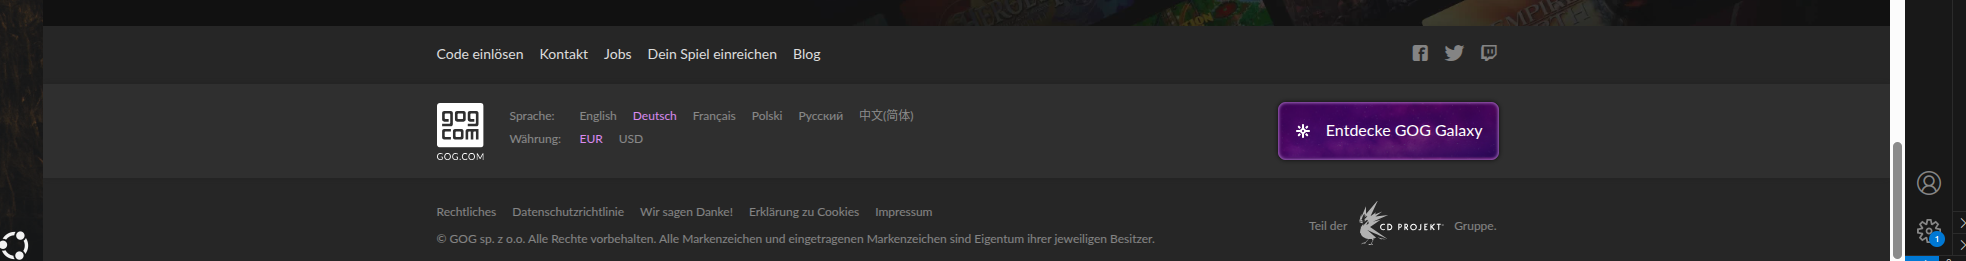 Code einlösen Kontakt Jobs Dein Spiel einreichen Blog
gog
com
GOG.COM
Sprache: English Deutsch Français Polski Русский 中文(简体)
Währung: EUR USD
Entdecke GOG Galaxy
Rechtliches Datenschutzrichtlinie Wir sagen Danke! Erklärung zu Cookies Impressum
© GOG sp. z o.o. Alle Rechte vorbehalten. Alle Markenzeichen und eingetragenen Markenzeichen sind Eigentum ihrer jeweiligen Besitzer.
Teil der CD PROJEKT Gruppe.
1